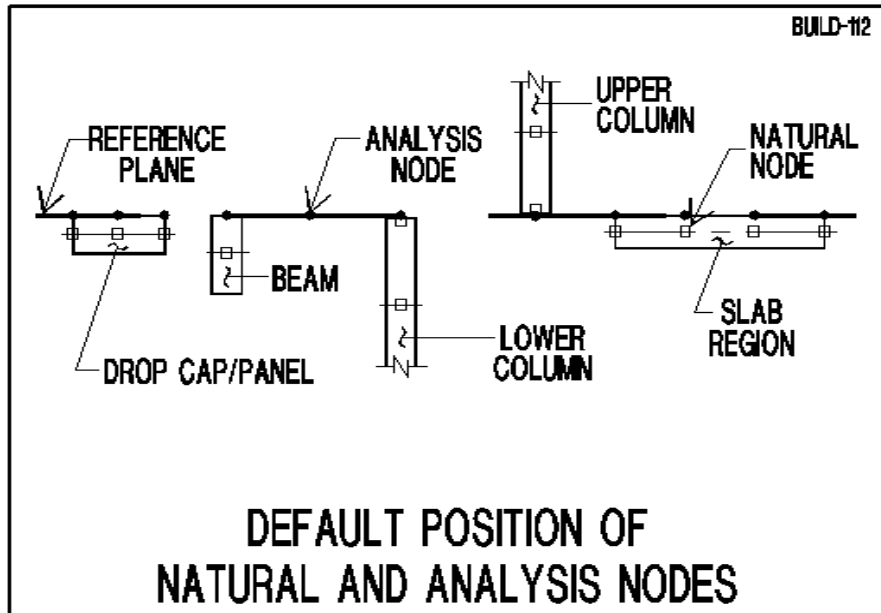 BUILD-112
REFERENCE
PLANE
ANALYSIS
NODE
UPPER
COLUMN
NATURAL
NODE
BEAM
DROP CAP/PANEL
LOWER
COLUMN
SLAB
REGION
DEFAULT POSITION OF
NATURAL AND ANALYSIS NODES